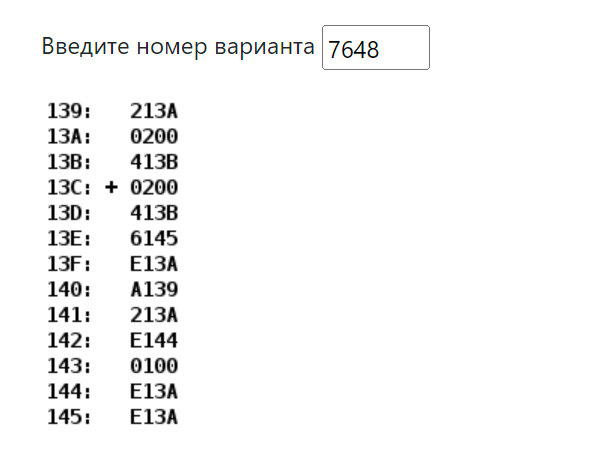 Введите номер варианта 7648
139: 213A
13A: 0200
13B: 413B
13C: + 0200
13D: 413B
13E: 6145
13F: E13A
140: A139
141: 213A
142: E144
143: 0100
144: E13A
145: E13A